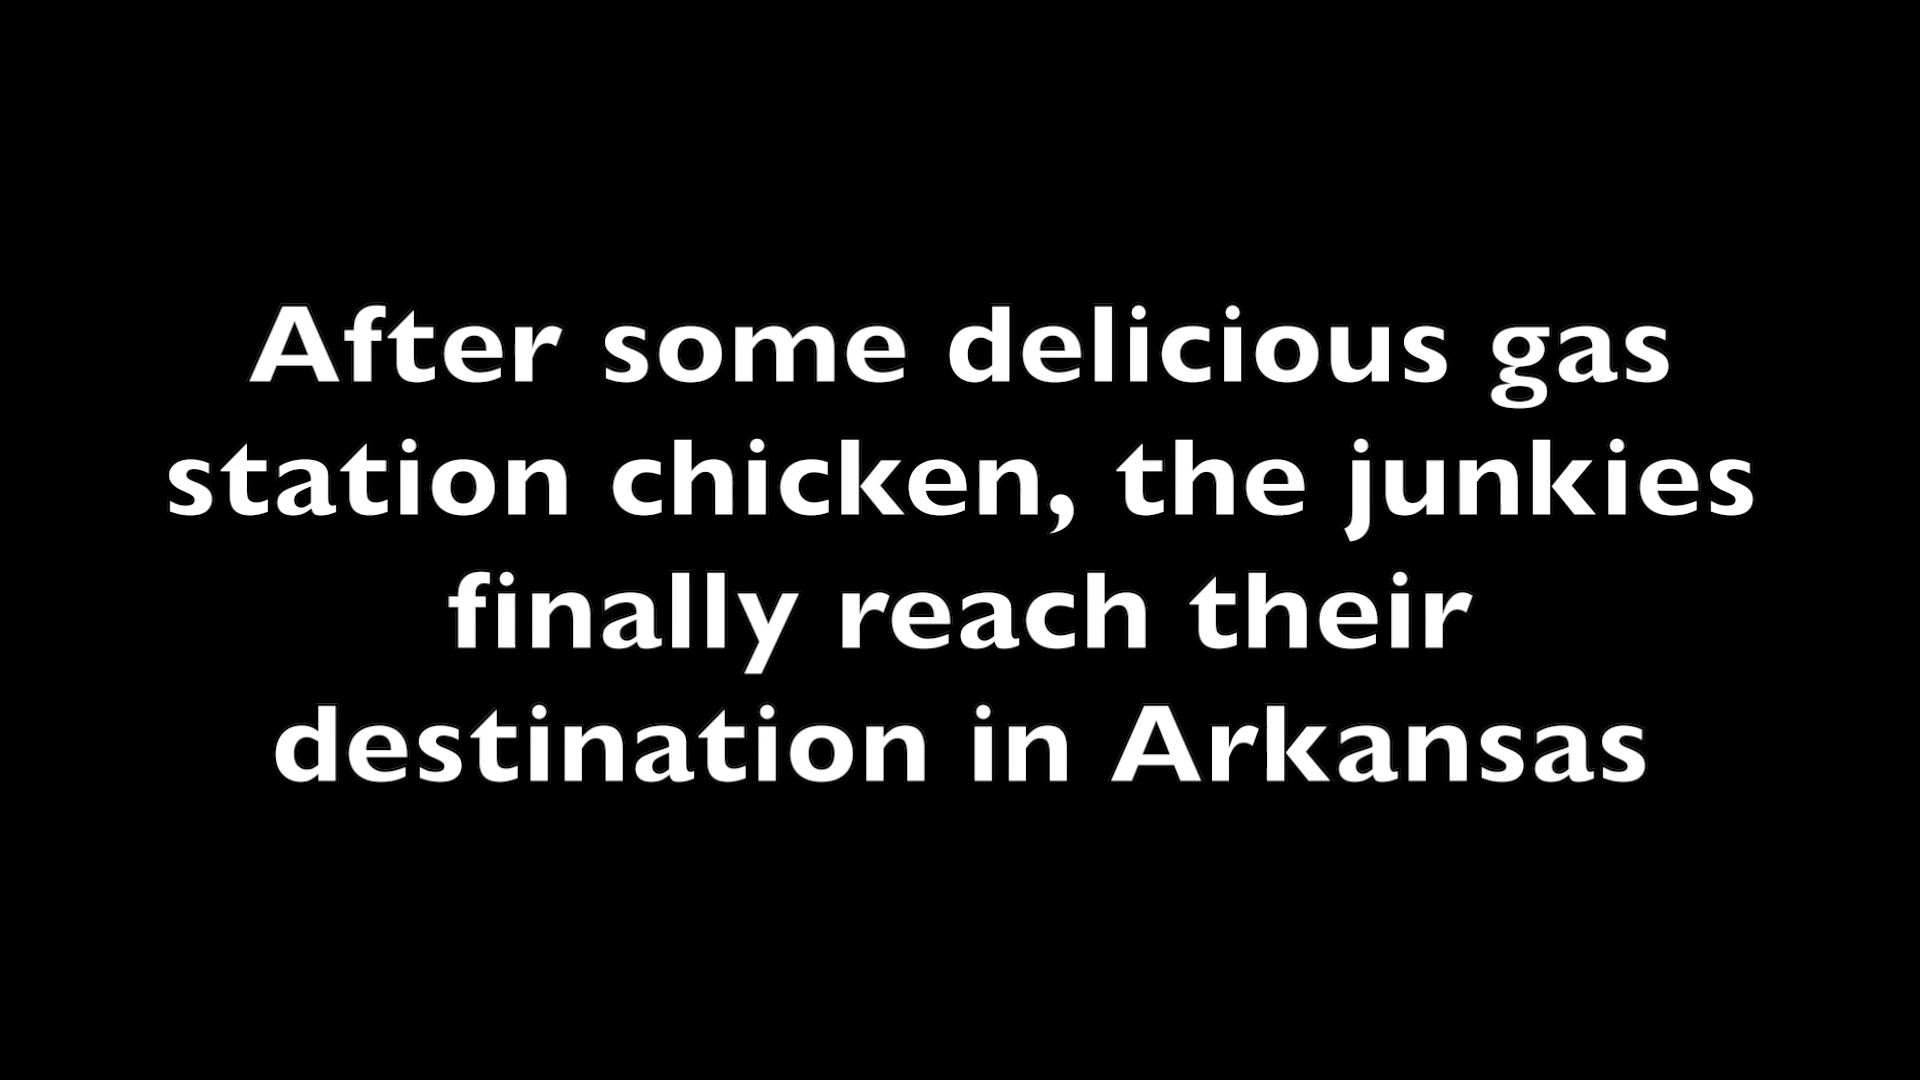 After some delicious gas
station chicken, the junkies
finally reach their
destination in Arkansas